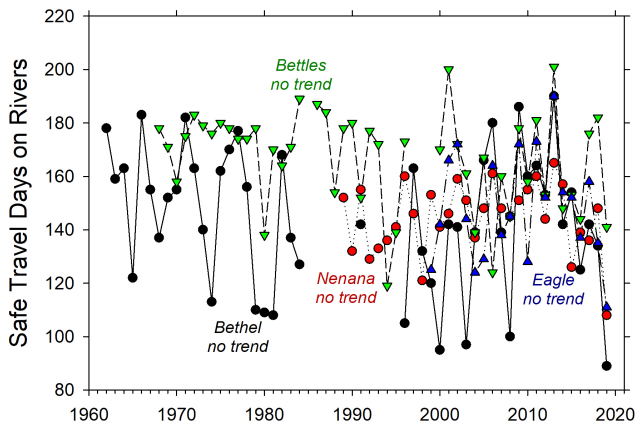 220
200
180
160
140
120
100
80
Safe Travel Days on Rivers
Bettles
no trend
Nenana
no trend
Eagle
no trend
Bethel
no trend
1960 1970 1980 1990 2000 2010 2020